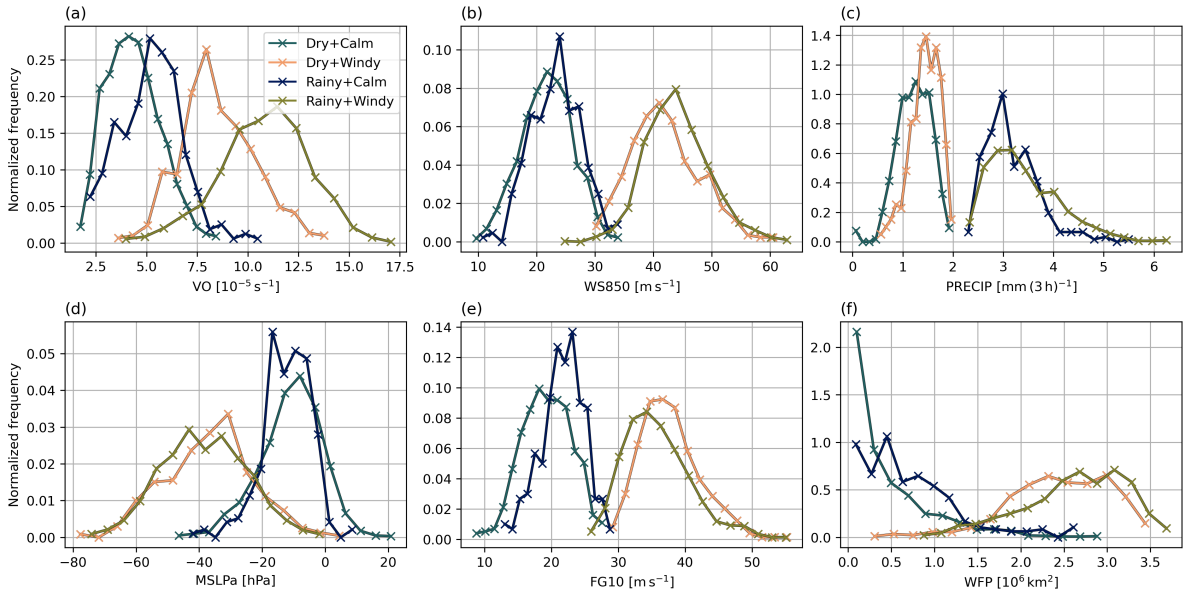 (a)
Normalized frequency
0.25
0.20
0.15
0.10
0.05
0.00
Dry+Calm
Dry+Windy
Rainy+Calm
Rainy+Windy
2.5 5.0 7.5 10.0 12.5 15.0 17.5
VO [10⁻⁵ s⁻¹]
(b)
0.10
0.08
0.06
0.04
0.02
0.00
10 20 30 40 50 60
WS850 [m s⁻¹]
(c)
1.4
1.2
1.0
0.8
0.6
0.4
0.2
0.0
0 1 2 3 4 5 6
PRECIP [mm (3 h)⁻¹]
(d)
Normalized frequency
0.05
0.04
0.03
0.02
0.01
0.00
−80 −60 −40 −20 0 20
MSLPa [hPa]
(e)
0.14
0.12
0.10
0.08
0.06
0.04
0.02
0.00
10 20 30 40 50
FG10 [m s⁻¹]
(f)
2.0
1.5
1.0
0.5
0.0
0.0 0.5 1.0 1.5 2.0 2.5 3.0 3.5
WFP [10⁶ km²]